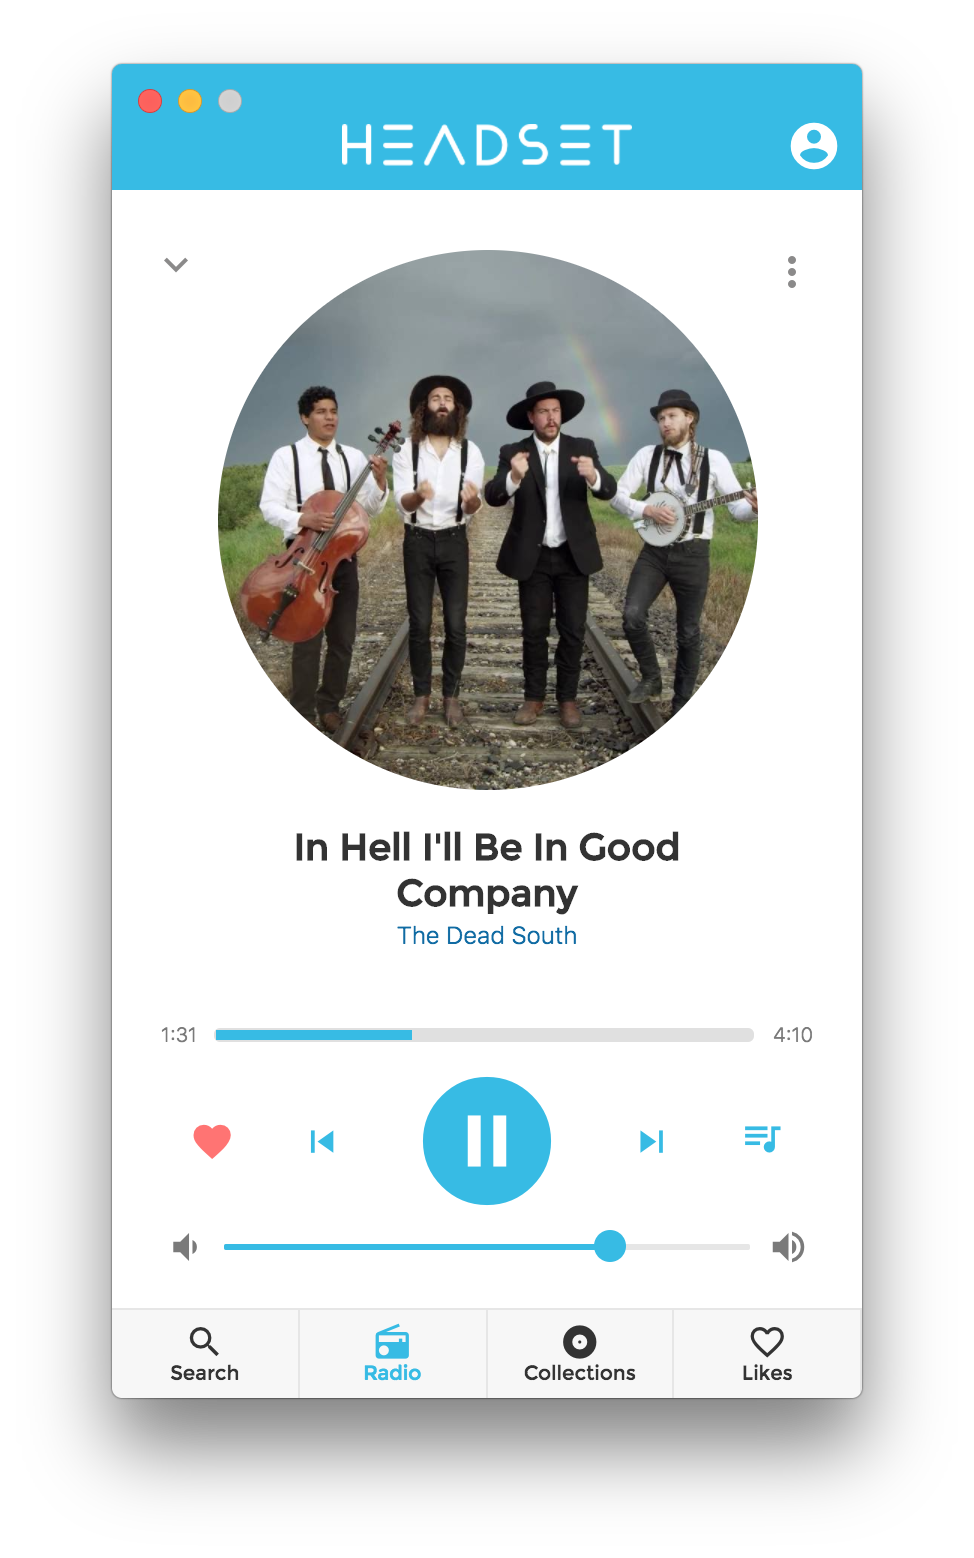 HEADSET
In Hell I'll Be In Good
Company
The Dead South
1:31
4:10
Search
Radio
Collections
Likes